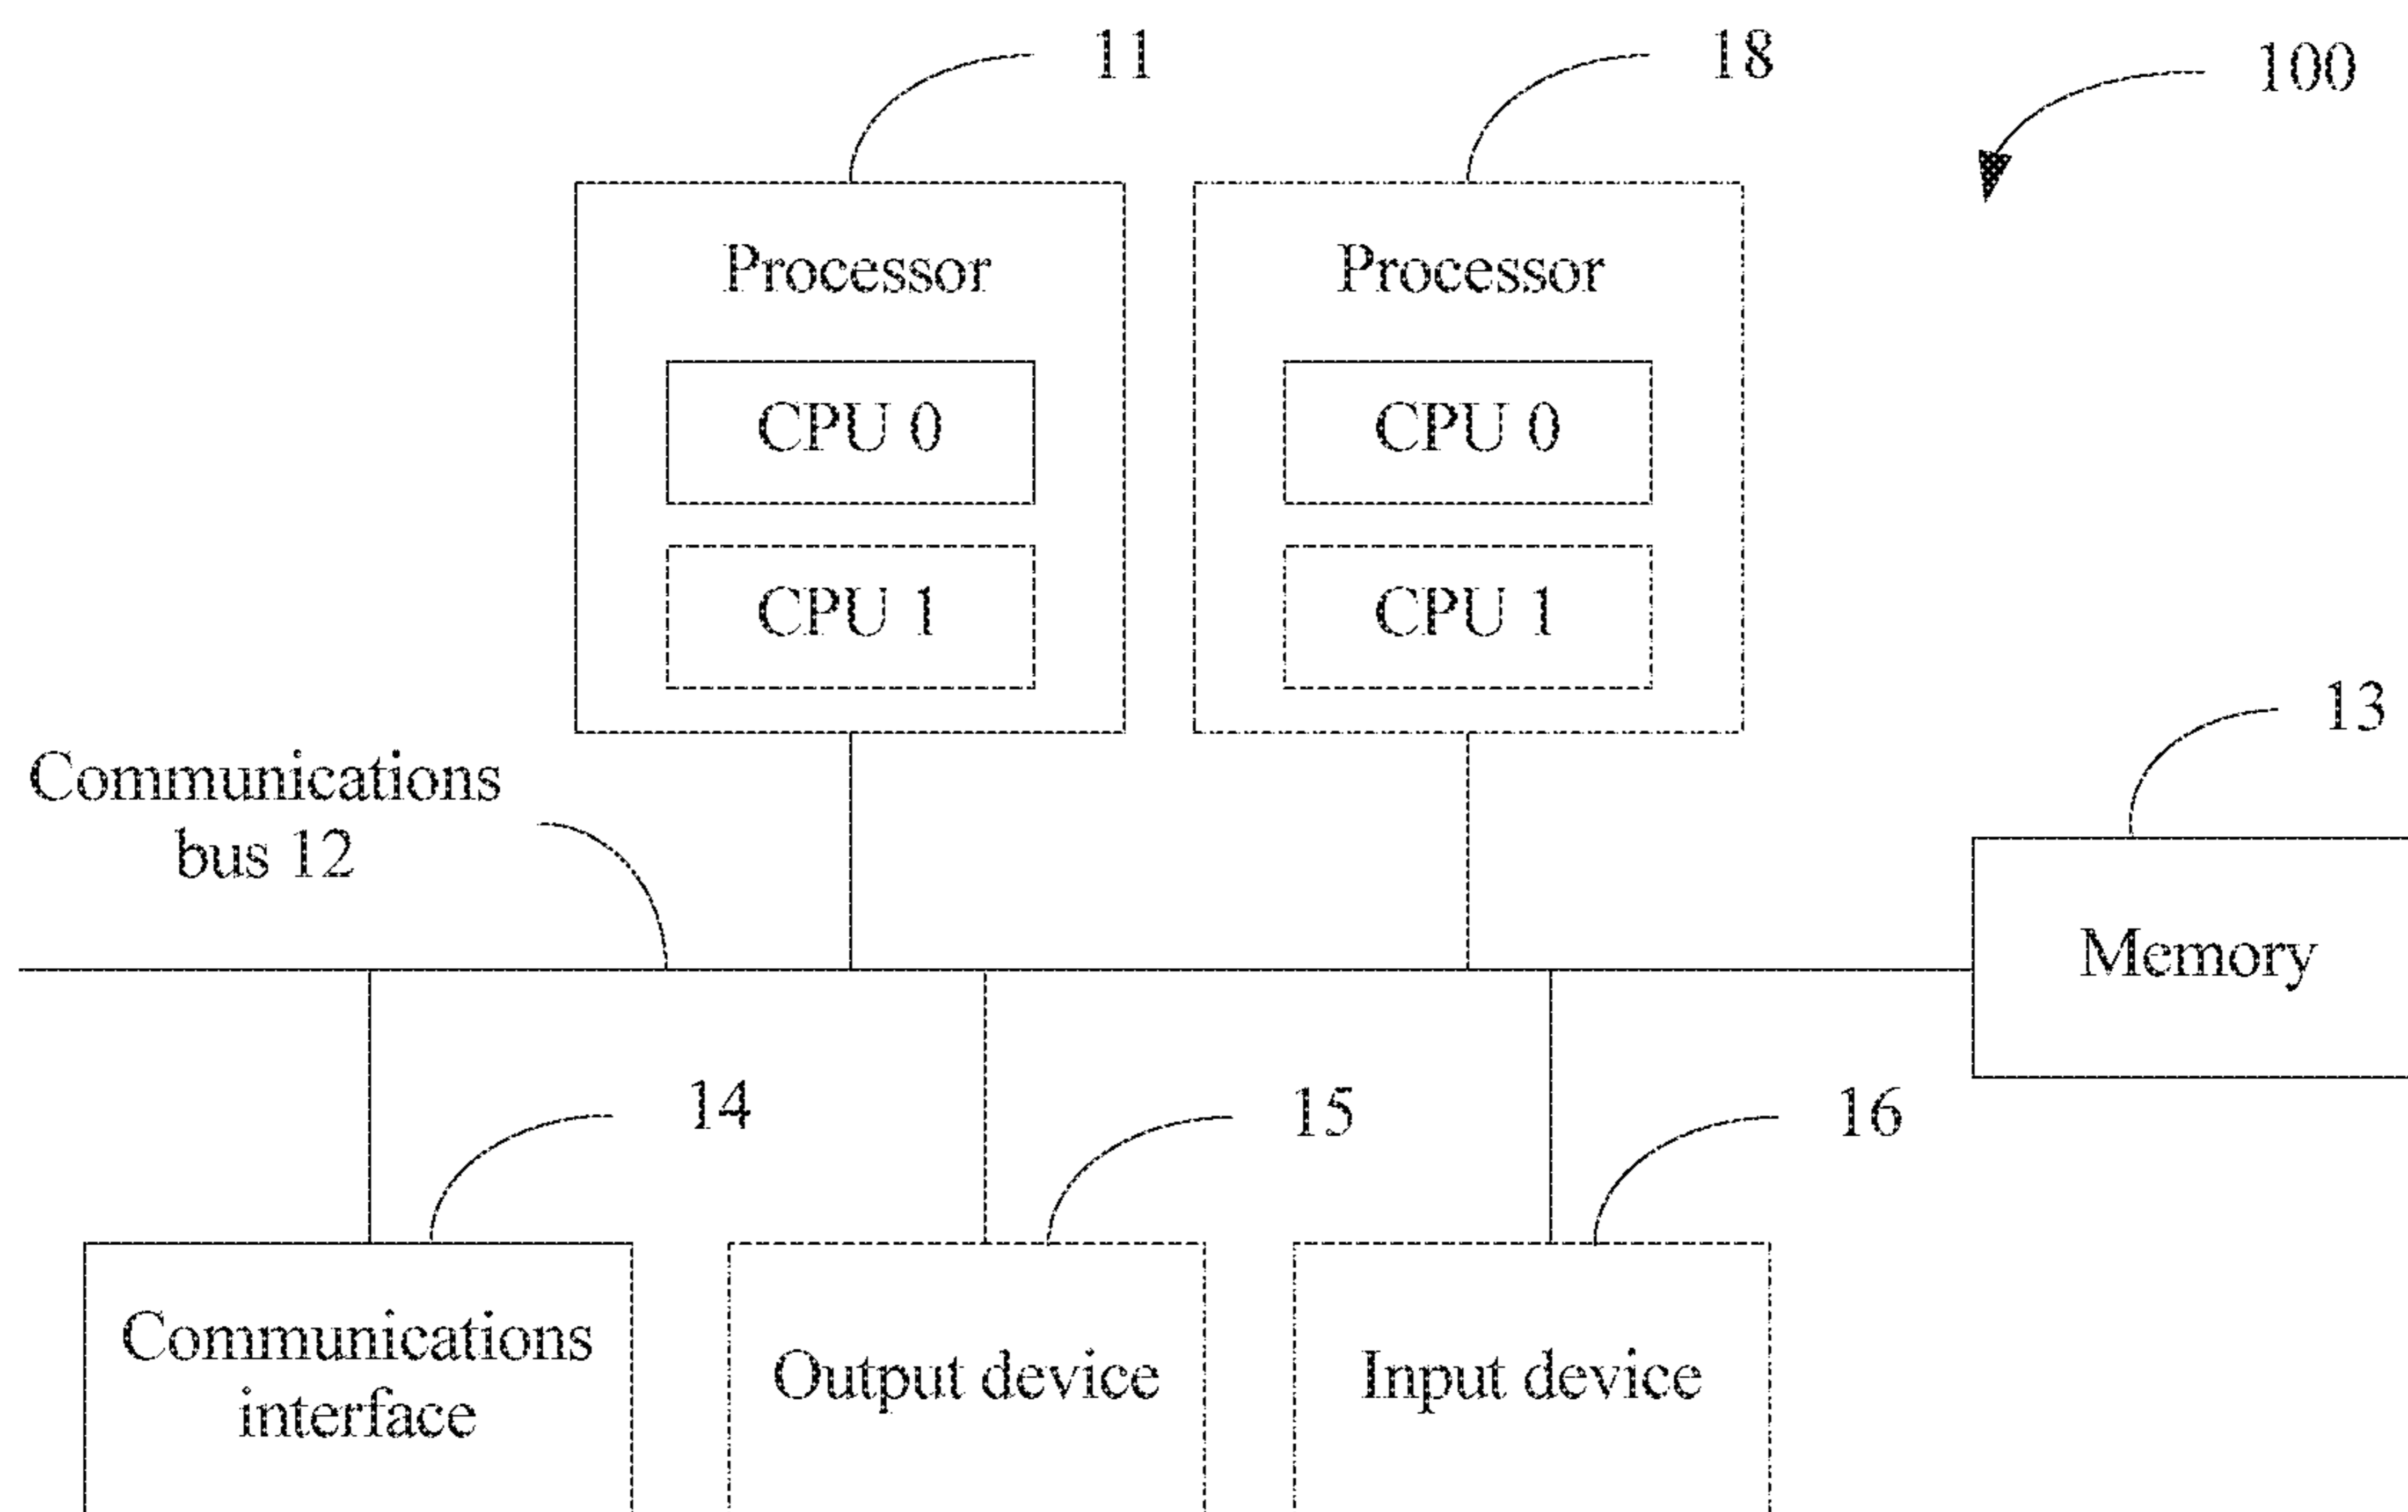 11
18
100
Processor
Processor
CPU 0
CPU 0
CPU 1
CPU 1
13
Communications
bus 12
Memory
14
15
16
Communications
interface
Output device
Input device